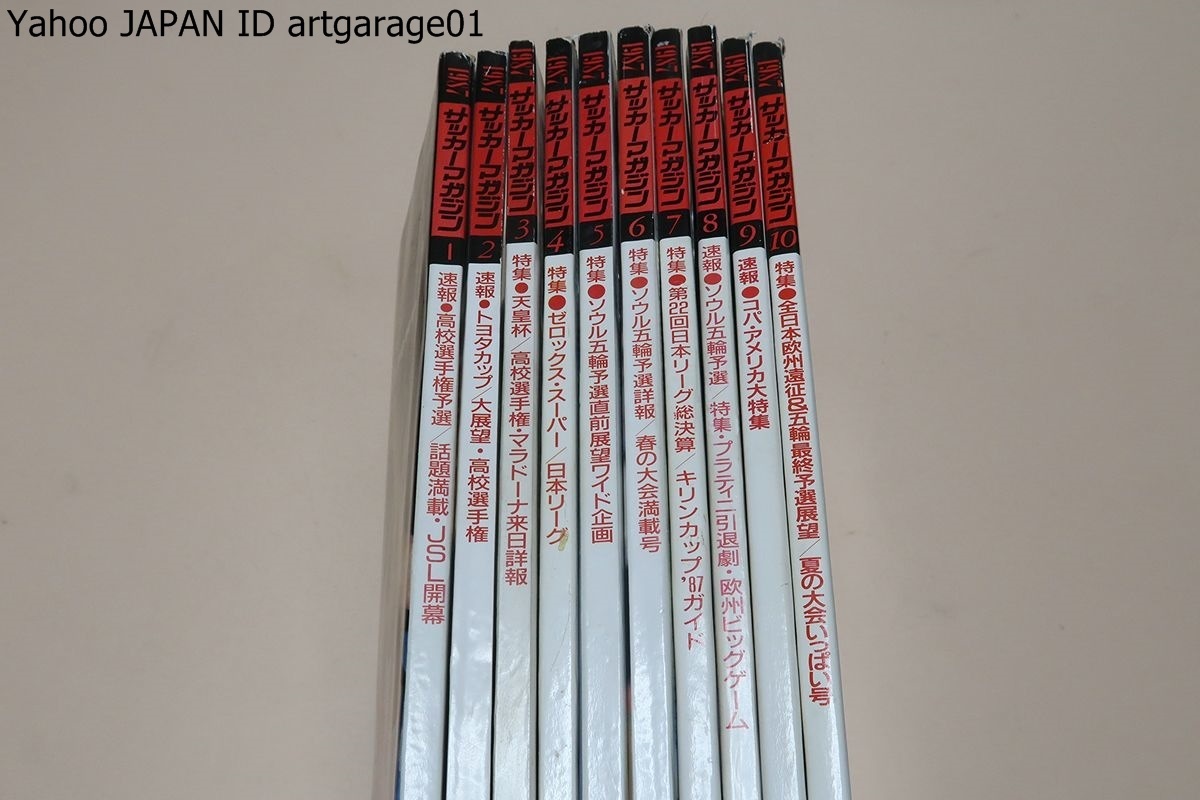 Yahoo JAPAN ID artgarage01
1987 サッカーマガジン 1 速報●高校選手権予選/話題満載・JSL開幕
1987 サッカーマガジン 2 速報●トヨタカップ/大展望・高校選手権
1987 サッカーマガジン 3 特集●天皇杯/高校選手権・マラドーナ来日詳報
1987 サッカーマガジン 4 特集●ゼロックス・スーパー/日本リーグ
1987 サッカーマガジン 5 特集●ソウル五輪予選直前展望ワイド企画
1987 サッカーマガジン 6 特集●ソウル五輪予選詳報/春の大会満載号
1987 サッカーマガジン 7 特集●第22回日本リーグ総決算/キリンカップ'87ガイド
1987 サッカーマガジン 8 速報●ソウル五輪予選/特集・プラティニ引退劇・欧州ビッグゲーム
1987 サッカーマガジン 9 速報●コパ・アメリカ大特集
1987 サッカーマガジン 10 特集●全日本欧州遠征&五輪最終予選展望/夏の大会いっぱい号